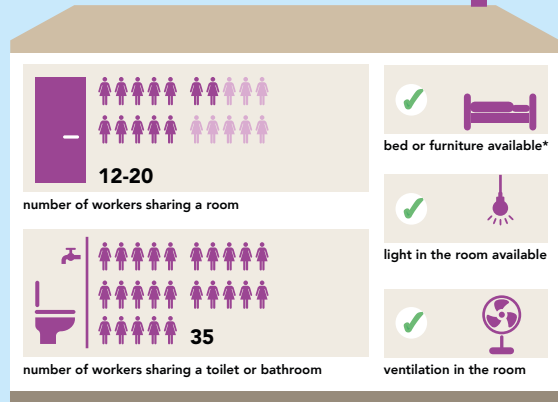 12-20
number of workers sharing a room
35
number of workers sharing a toilet or bathroom
bed or furniture available*
light in the room available
ventilation in the room